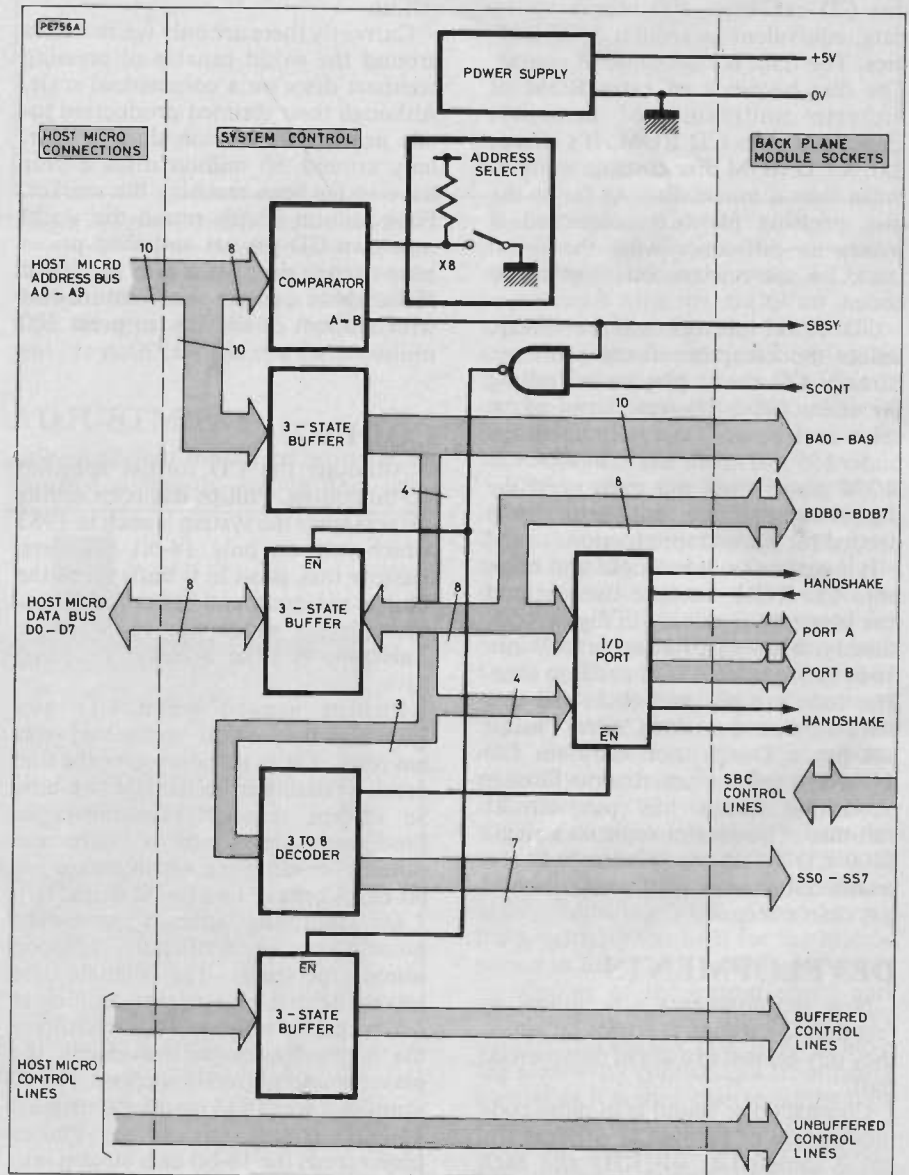 PE756A
POWER SUPPLY
+5V
0V
HOST MICRO
CONNECTIONS
SYSTEM CONTROL
BACK PLANE
MODULE SOCKETS
ADDRESS
SELECT
X8
10
8
HOST MICRO
ADDRESS BUS
A0 - A9
COMPARATOR
A = B
SBSY
SCONT
10
3 - STATE
BUFFER
EN
10
BA0 - BA9
4
8
BDB0 - BDB7
8
HOST MICRO
DATA BUS
D0 - D7
3 - STATE
BUFFER
8
I/O
PORT
EN
HANDSHAKE
PORT A
PORT B
HANDSHAKE
4
3
SBC
CONTROL
LINES
3 TO 8
DECODER
7
SS0 - SS7
EN
3 - STATE
BUFFER
HOST MICRO
CONTROL
LINES
BUFFERED
CONTROL
LINES
UNBUFFERED
CONTROL
LINES